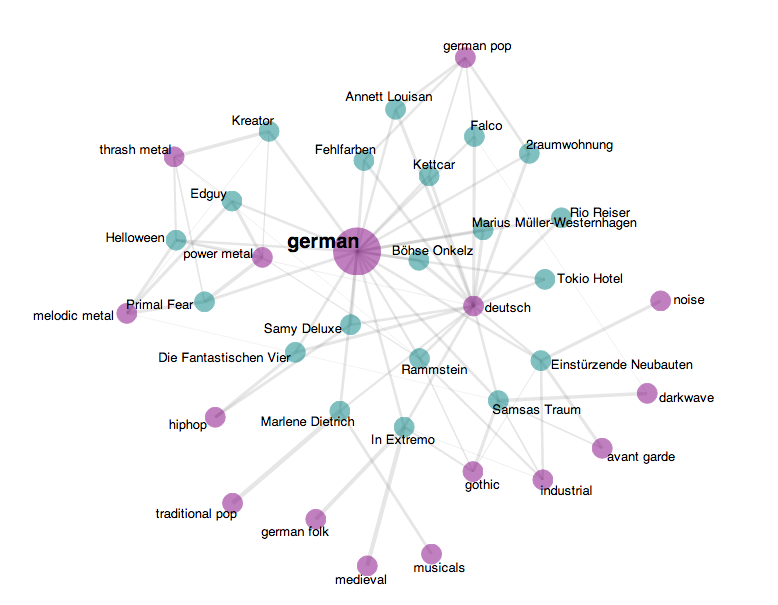 german pop
Annett Louisan
Kreator
Falco
thrash metal
Fehlfarben
2raumwohnung
Kettcar
Edguy
Rio Reiser
Marius Müller-Westernhagen
Helloween
german
power metal
Böhse Onkelz
Tokio Hotel
noise
Primal Fear
deutsch
melodic metal
Samy Deluxe
Die Fantastischen Vier
Rammstein
Einstürzende Neubauten
darkwave
Samsas Traum
hiphop
Marlene Dietrich
In Extremo
avant garde
gothic
industrial
traditional pop
german folk
musicals
medieval